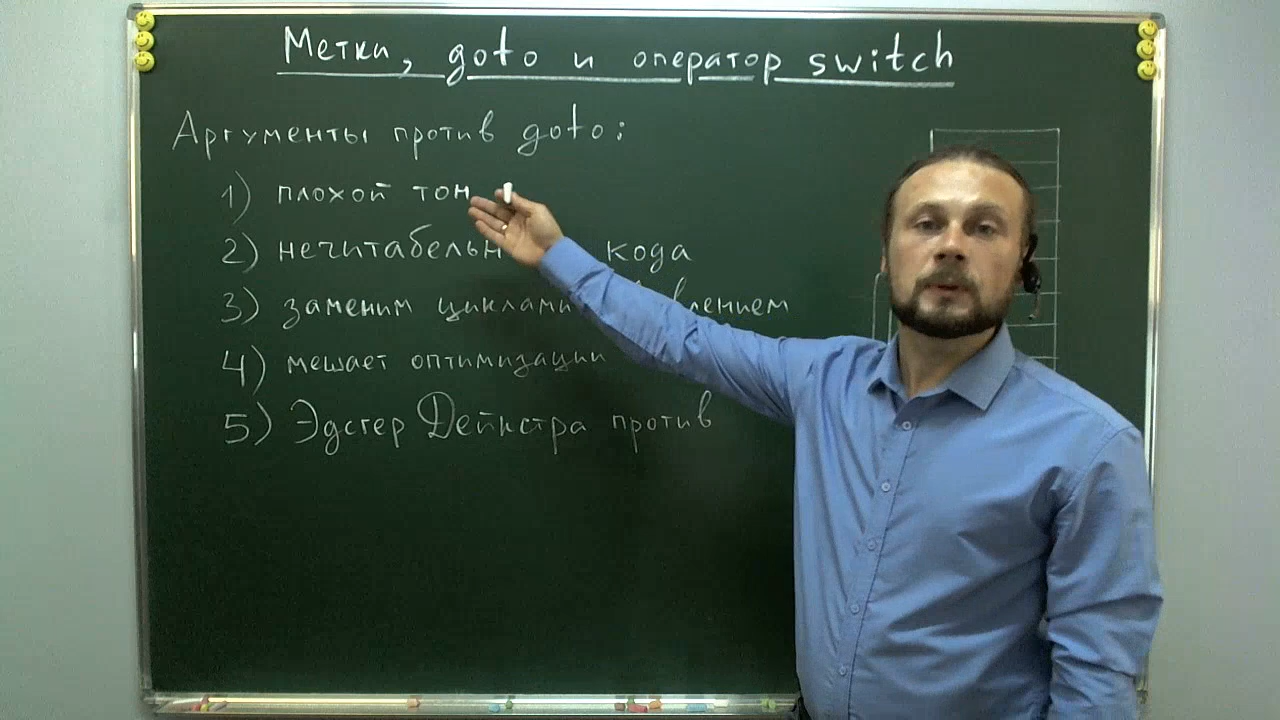 Метки, goto и оператор switch
Аргументы против goto:
1) плохой тон
2) кода
3) заменим циклами
4) мешает оптимизации
5) Эдсгер Дейкстра против